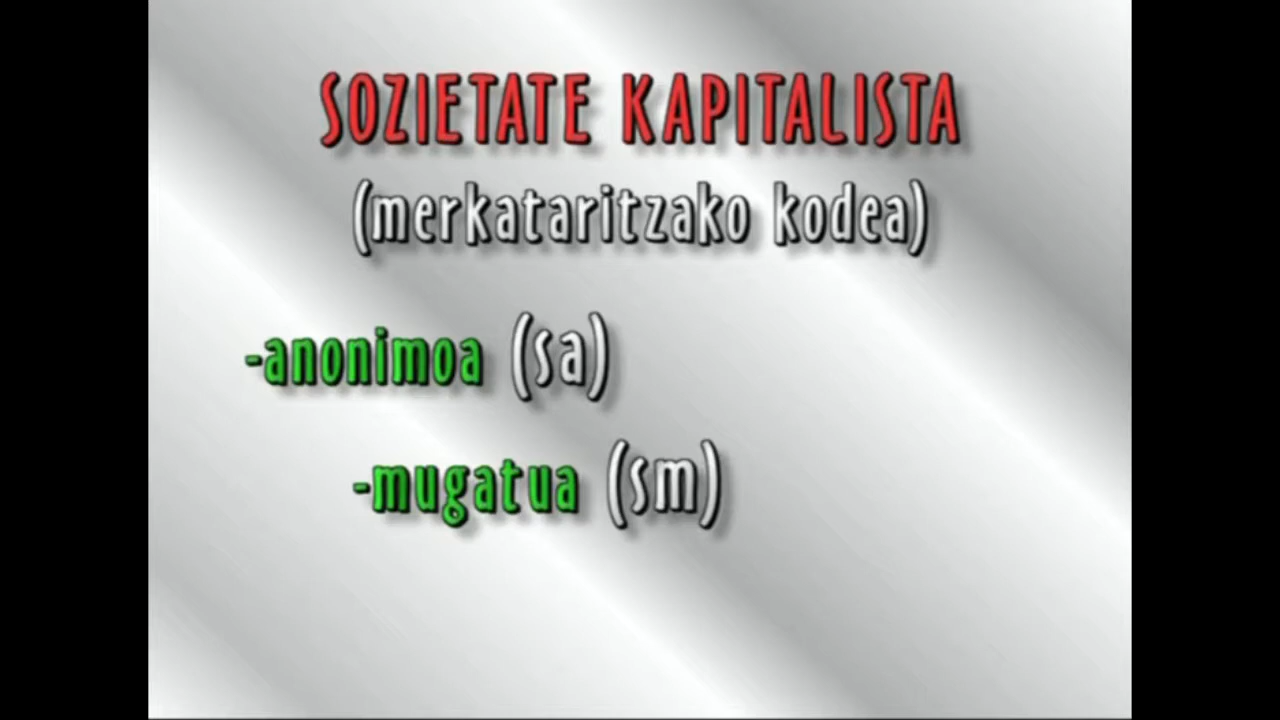 SOZIETATE KAPITALISTA
(merkataritzako kodea)
-anonimoa (sa)
-mugatua (sm)